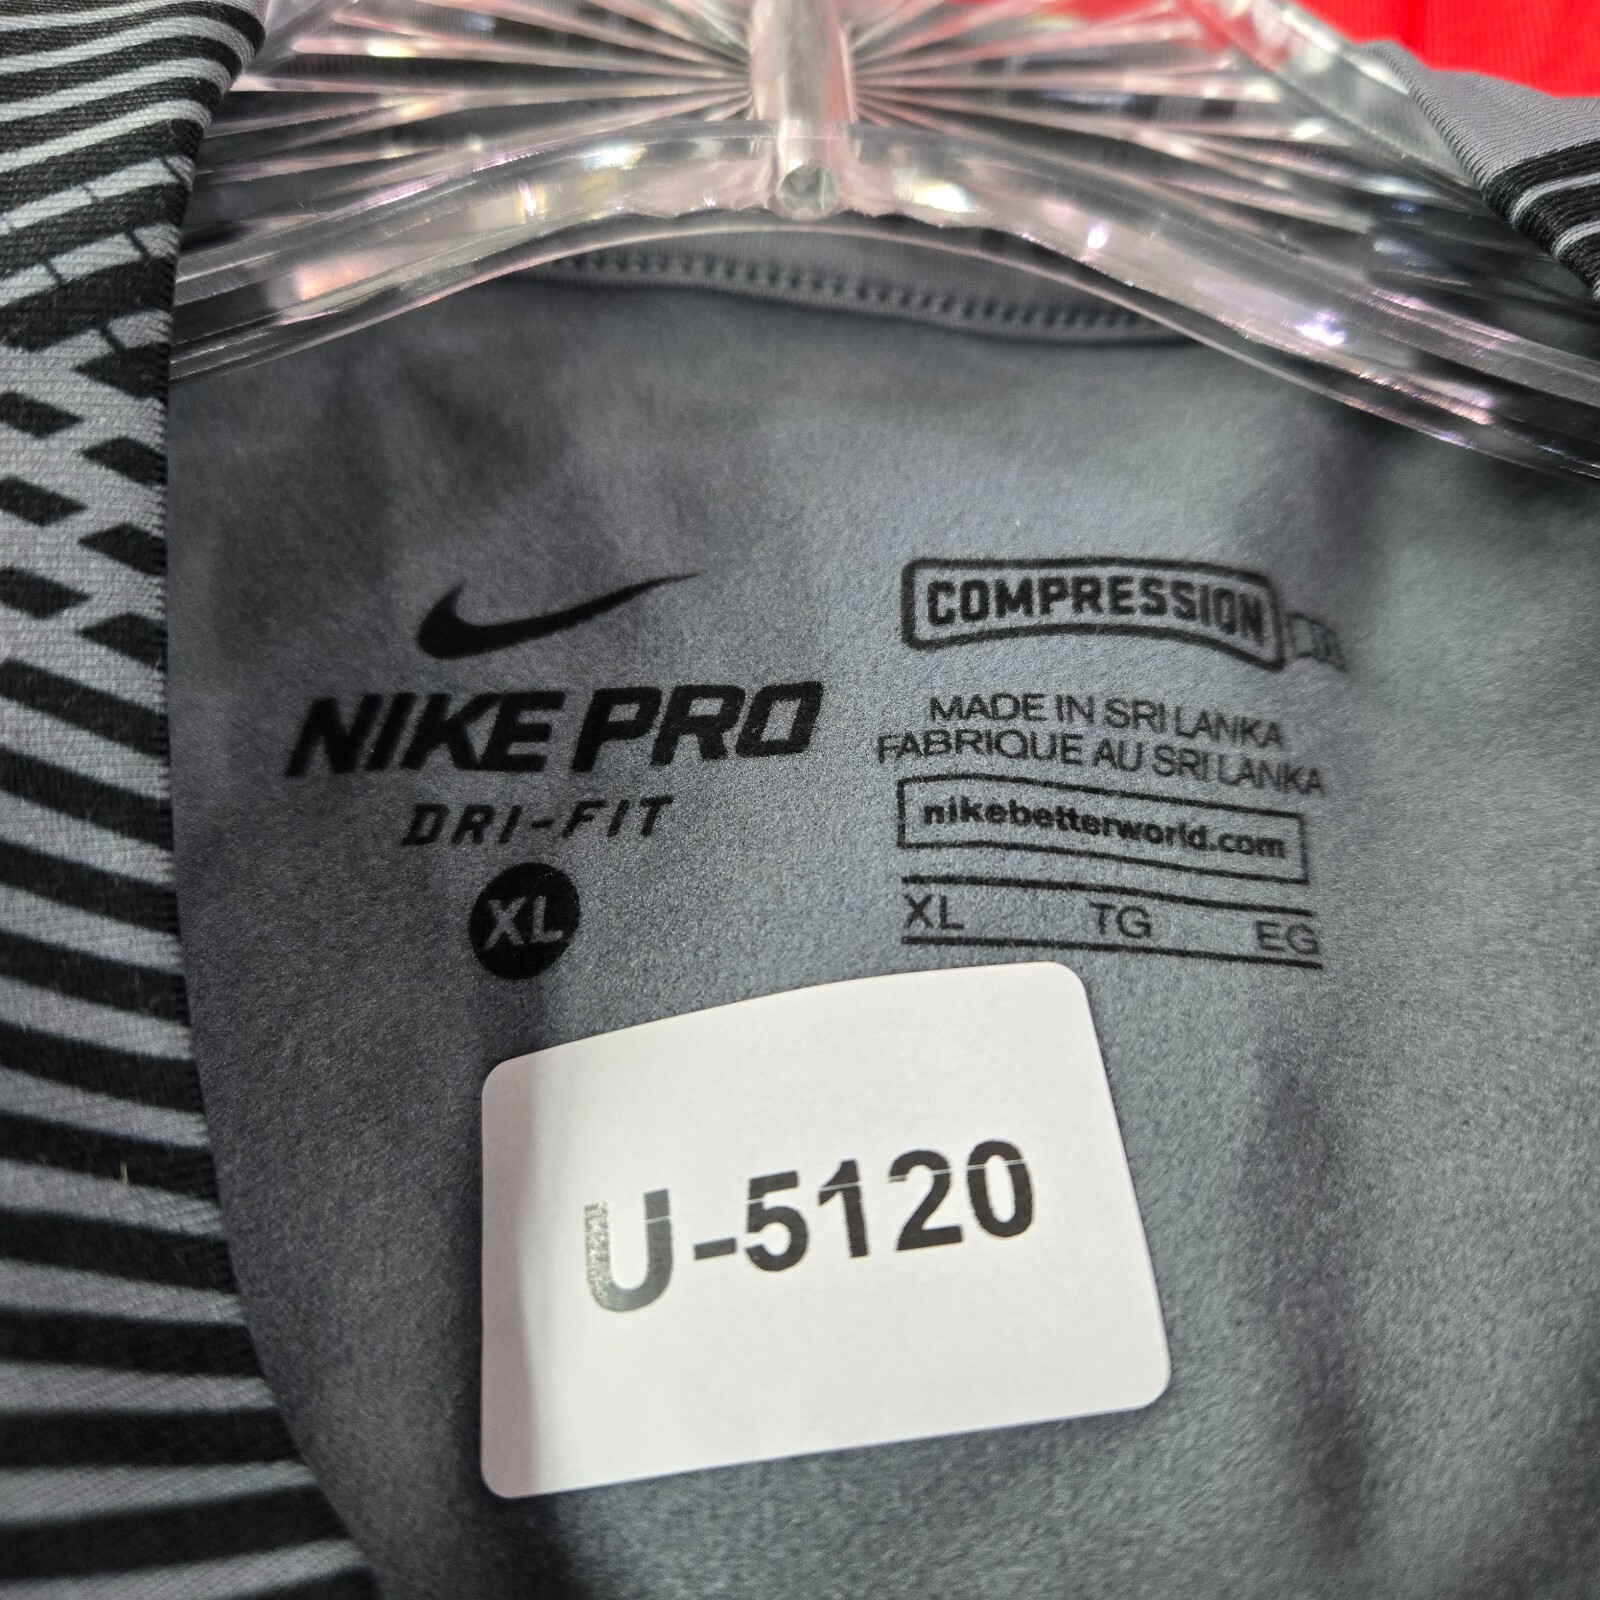 NIKE PRO
DRI-FIT
XL
COMPRESSION
MADE IN SRI LANKA
FABRIQUE AU SRI LANKA
nikebetterworld.com
XL TG EG
U-5120